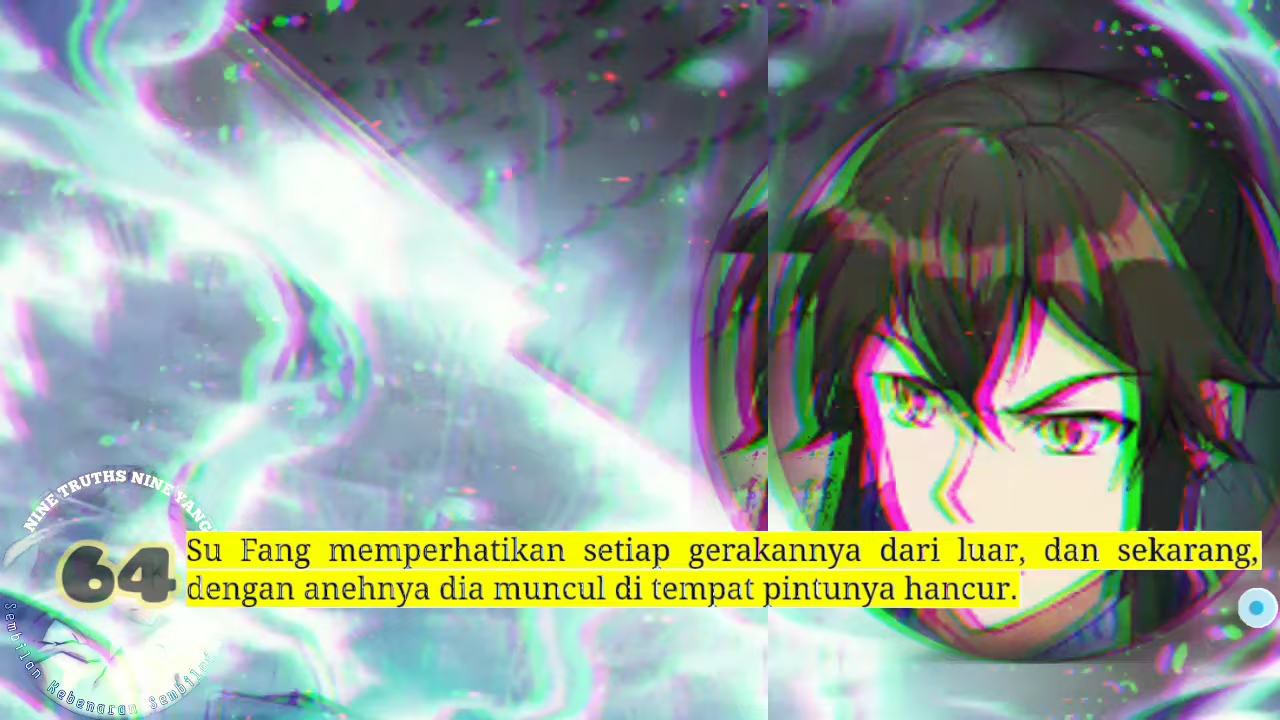 NINE TRUTHS NINE YANG
64
Su Fang memperhatikan setiap gerakannya dari luar, dan sekarang,
dengan anehnya dia muncul di tempat pintunya hancur.
Sembilan Kebenaran Sembilan